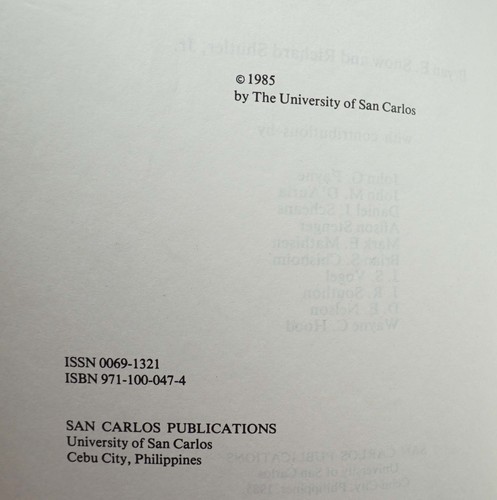 © 1985
by The University of San Carlos
ISSN 0069-1321
ISBN 971-100-047-4
SAN CARLOS PUBLICATIONS
University of San Carlos
Cebu City, Philippines